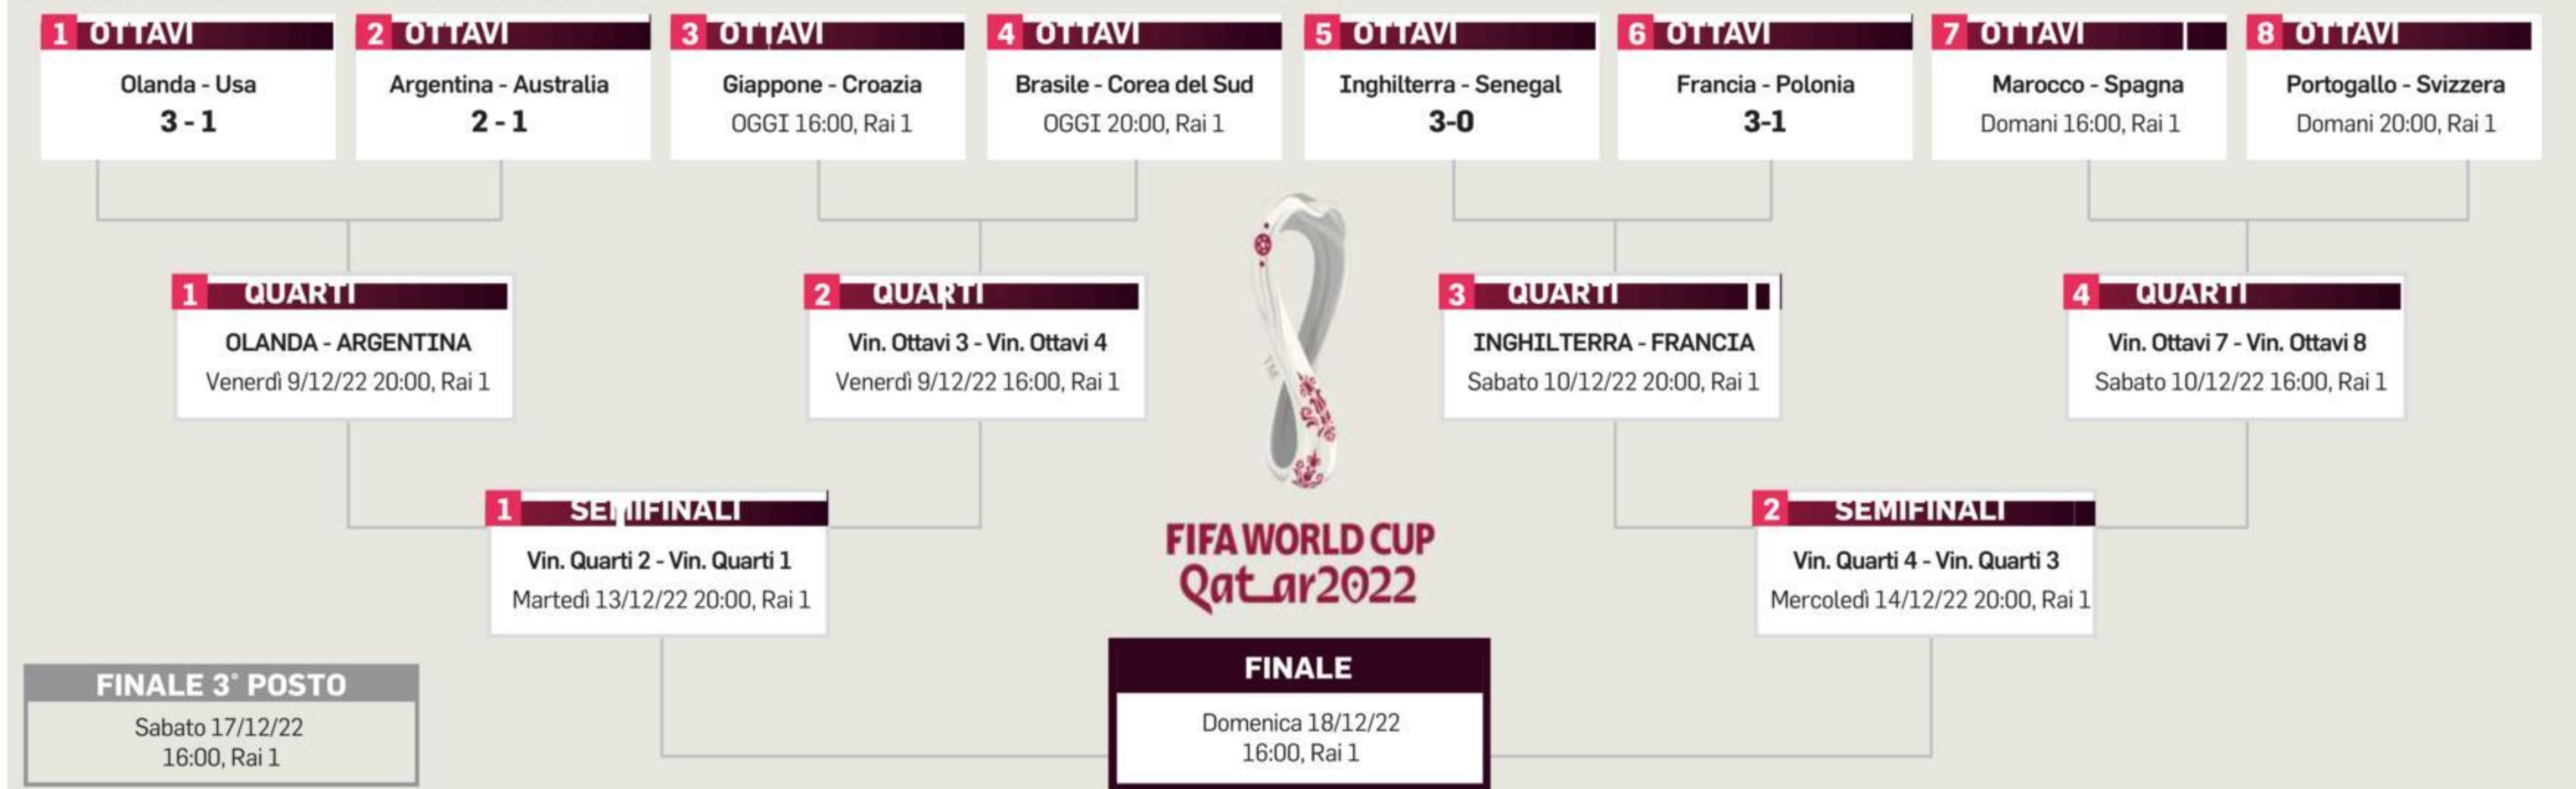 1 OTTAVI
Olanda - Usa
3 - 1
2 OTTAVI
Argentina - Australia
2 - 1
3 OTTAVI
Giappone - Croazia
OGGI 16:00, Rai 1
4 OTTAVI
Brasile - Corea del Sud
OGGI 20:00, Rai 1
5 OTTAVI
Inghilterra - Senegal
3-0
6 OTTAVI
Francia - Polonia
3-1
7 OTTAVI
Marocco - Spagna
Domani 16:00, Rai 1
8 OTTAVI
Portogallo - Svizzera
Domani 20:00, Rai 1
1 QUARTI
OLANDA - ARGENTINA
Venerdì 9/12/22 20:00, Rai 1
2 QUARTI
Vin. Ottavi 3 - Vin. Ottavi 4
Venerdì 9/12/22 16:00, Rai 1
3 QUARTI
INGHILTERRA - FRANCIA
Sabato 10/12/22 20:00, Rai 1
4 QUARTI
Vin. Ottavi 7 - Vin. Ottavi 8
Sabato 10/12/22 16:00, Rai 1
1 SEMIFINALI
Vin. Quarti 2 - Vin. Quarti 1
Martedì 13/12/22 20:00, Rai 1
TM
FIFA WORLD CUP
Qatar2022
2 SEMIFINALI
Vin. Quarti 4 - Vin. Quarti 3
Mercoledì 14/12/22 20:00, Rai 1
FINALE 3° POSTO
Sabato 17/12/22
16:00, Rai 1
FINALE
Domenica 18/12/22
16:00, Rai 1